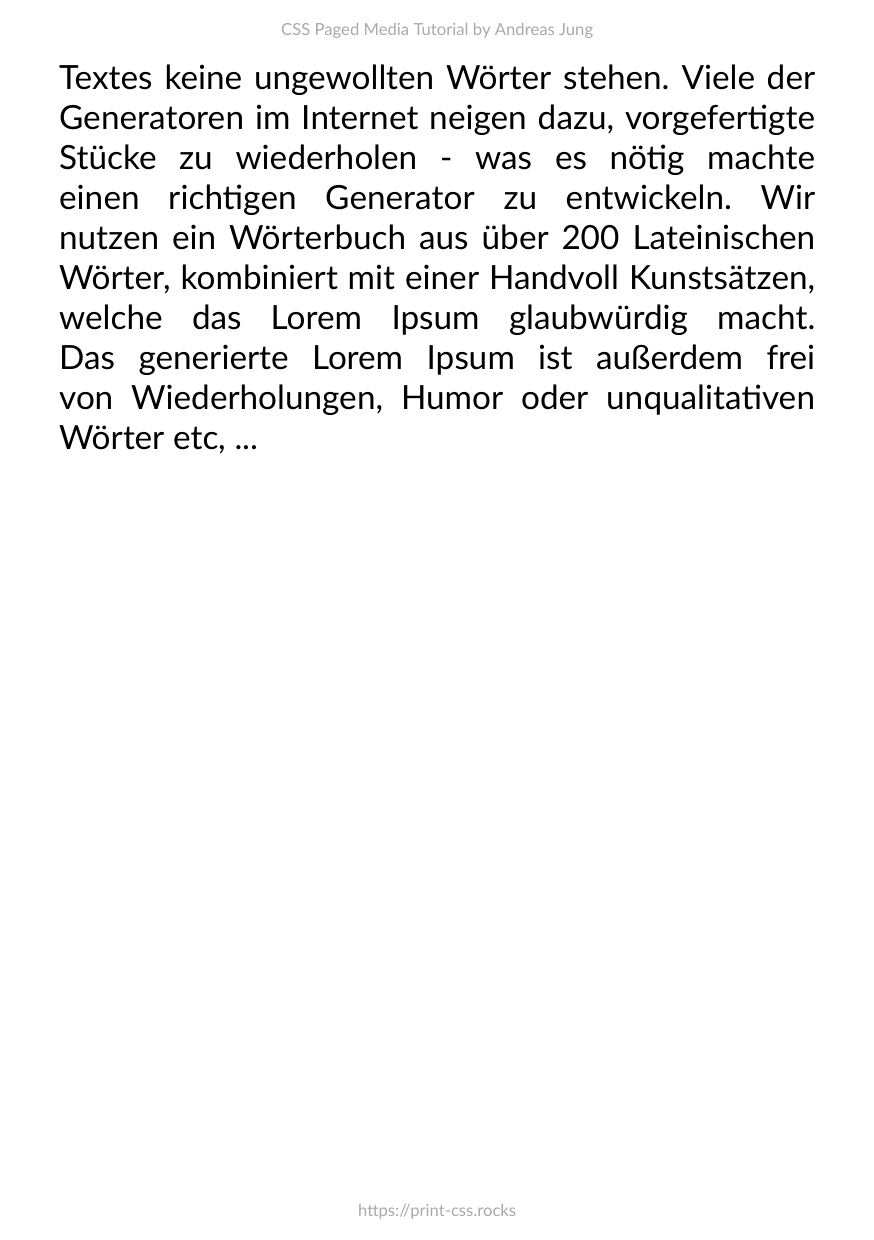 CSS Paged Media Tutorial by Andreas Jung
Textes keine ungewollten Wörter stehen. Viele der
Generatoren im Internet neigen dazu, vorgefertigte
Stücke zu wiederholen - was es nötig machte
einen richtigen Generator zu entwickeln. Wir
nutzen ein Wörterbuch aus über 200 Lateinischen
Wörter, kombiniert mit einer Handvoll Kunstsätzen,
welche das Lorem Ipsum glaubwürdig macht.
Das generierte Lorem Ipsum ist außerdem frei
von Wiederholungen, Humor oder unqualitativen
Wörter etc, ...
https://print-css.rocks